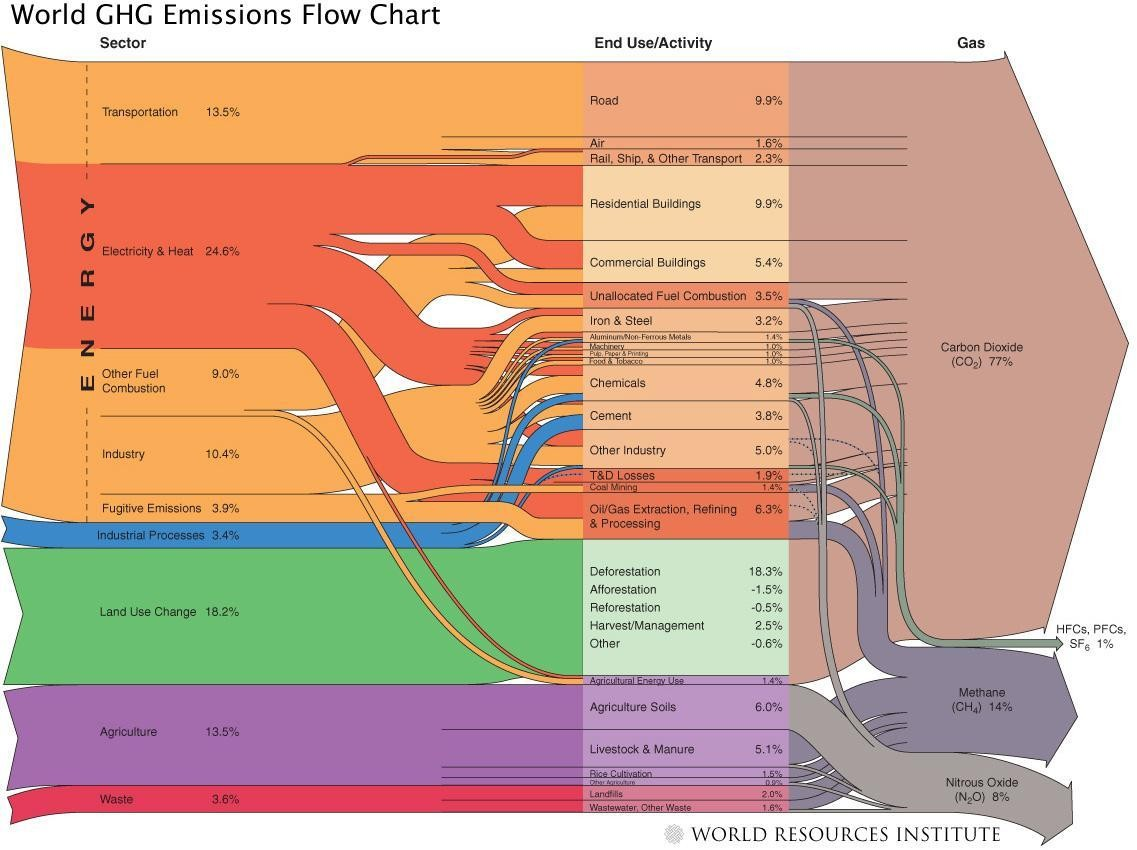 World GHG Emissions Flow Chart
Sector End Use/Activity Gas
Transportation 13.5%
Electricity & Heat 24.6%
Other Fuel
Combustion 9.0%
Industry 10.4%
Fugitive Emissions 3.9%
Industrial Processes 3.4%
Land Use Change 18.2%
Agriculture 13.5%
Waste 3.6%
ENERGY
Road 9.9%
Air 1.6%
Rail, Ship, & Other Transport 2.3%
Residential Buildings 9.9%
Commercial Buildings 5.4%
Unallocated Fuel Combustion 3.5%
Iron & Steel 3.2%
Aluminum/Non-Ferrous Metals 1.4%
Machinery 1.0%
Pulp, Paper & Printing 1.0%
Food & Tobacco 1.0%
Chemicals 4.8%
Cement 3.8%
Other Industry 5.0%
T&D Losses 1.9%
Coal Mining 1.4%
Oil/Gas Extraction, Refining 6.3%
& Processing
Deforestation 18.3%
Afforestation -1.5%
Reforestation -0.5%
Harvest/Management 2.5%
Other -0.6%
Agricultural Energy Use 1.4%
Agriculture Soils 6.0%
Livestock & Manure 5.1%
Rice Cultivation 1.5%
Other Agriculture 0.9%
Landfills 2.0%
Wastewater, Other Waste 1.6%
Carbon Dioxide
(CO₂) 77%
HFCs, PFCs,
SF₆ 1%
Methane
(CH₄) 14%
Nitrous Oxide
(N₂O) 8%
WORLD RESOURCES INSTITUTE